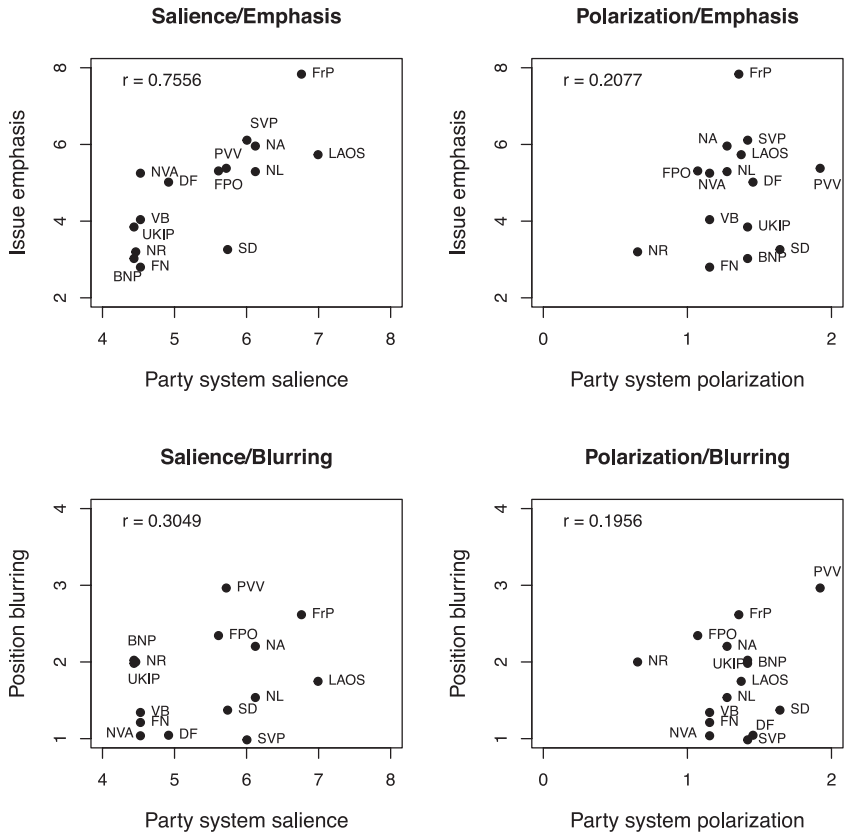 Salience/Emphasis
r = 0.7556
Issue emphasis
8
6
4
2
FrP
SVP
NA
LAOS
PVV
NL
FPO
NVA
DF
VB
UKIP
NR
SD
FN
BNP
4 5 6 7 8
Party system salience
Polarization/Emphasis
r = 0.2077
Issue emphasis
8
6
4
2
FrP
NA
SVP
LAOS
FPO
NL
NVA
DF
PVV
VB
UKIP
NR
SD
BNP
FN
0 1 2
Party system polarization
Salience/Blurring
r = 0.3049
Position blurring
4
3
2
1
PVV
FrP
FPO
NA
BNP
NR
UKIP
LAOS
NL
SD
VB
FN
NVA
DF
SVP
4 5 6 7 8
Party system salience
Polarization/Blurring
r = 0.1956
Position blurring
4
3
2
1
PVV
FrP
FPO
NA
NR
UKIP
BNP
LAOS
NL
VB
SD
FN
DF
NVA
SVP
0 1 2
Party system polarization